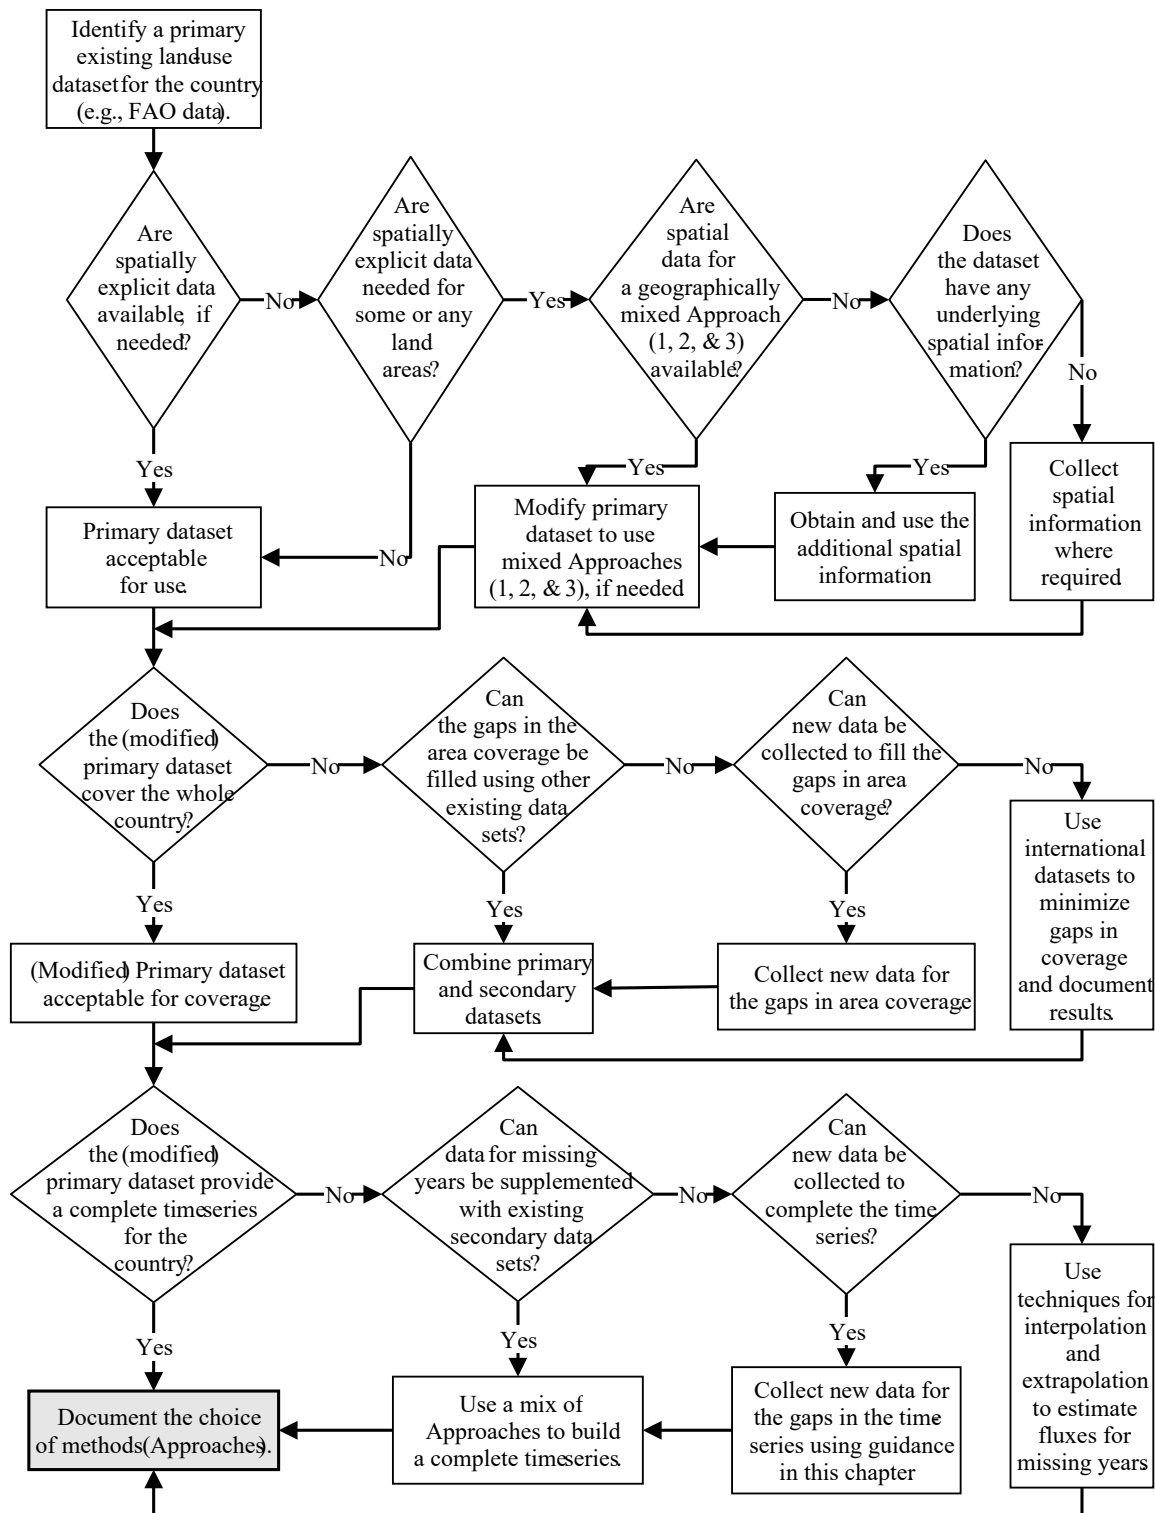 Identify a primary
existing land-use
dataset for the country
(e.g., FAO data).
Are
spatially
explicit data
available, if
needed?
Are
spatially
explicit data
needed for
some or any
land
areas?
Are
spatial
data for
a geographically
mixed Approach
(1, 2, & 3)
available?
Does
the dataset
have any
underlying
spatial infor-
mation?
No
Yes
No
No
Yes
Yes
Yes
No
Primary dataset
acceptable
for use.
Modify primary
dataset to use
mixed Approaches
(1, 2, & 3), if needed
Obtain and use the
additional spatial
information
Collect
spatial
information
where
required.
Does
the (modified)
primary dataset
cover the whole
country?
Can
the gaps in the
area coverage be
filled using other
existing data
sets?
Can
new data be
collected to fill the
gaps in area
coverage?
No
No
No
Yes
Yes
Yes
(Modified) Primary dataset
acceptable for coverage.
Combine primary
and secondary
datasets.
Collect new data for
the gaps in area coverage.
Use
international
datasets to
minimize
gaps in
coverage
and document
results.
Does
the (modified)
primary dataset provide
a complete time series
for the
country?
Can
data for missing
years be supplemented
with existing
secondary data
sets?
Can
new data be
collected to
complete the time
series?
No
No
No
Yes
Yes
Yes
Document the choice
of methods (Approaches).
Use a mix of
Approaches to build
a complete time series.
Collect new data for
the gaps in the time-
series using guidance
in this chapter
Use
techniques for
interpolation
and
extrapolation
to estimate
fluxes for
missing years.